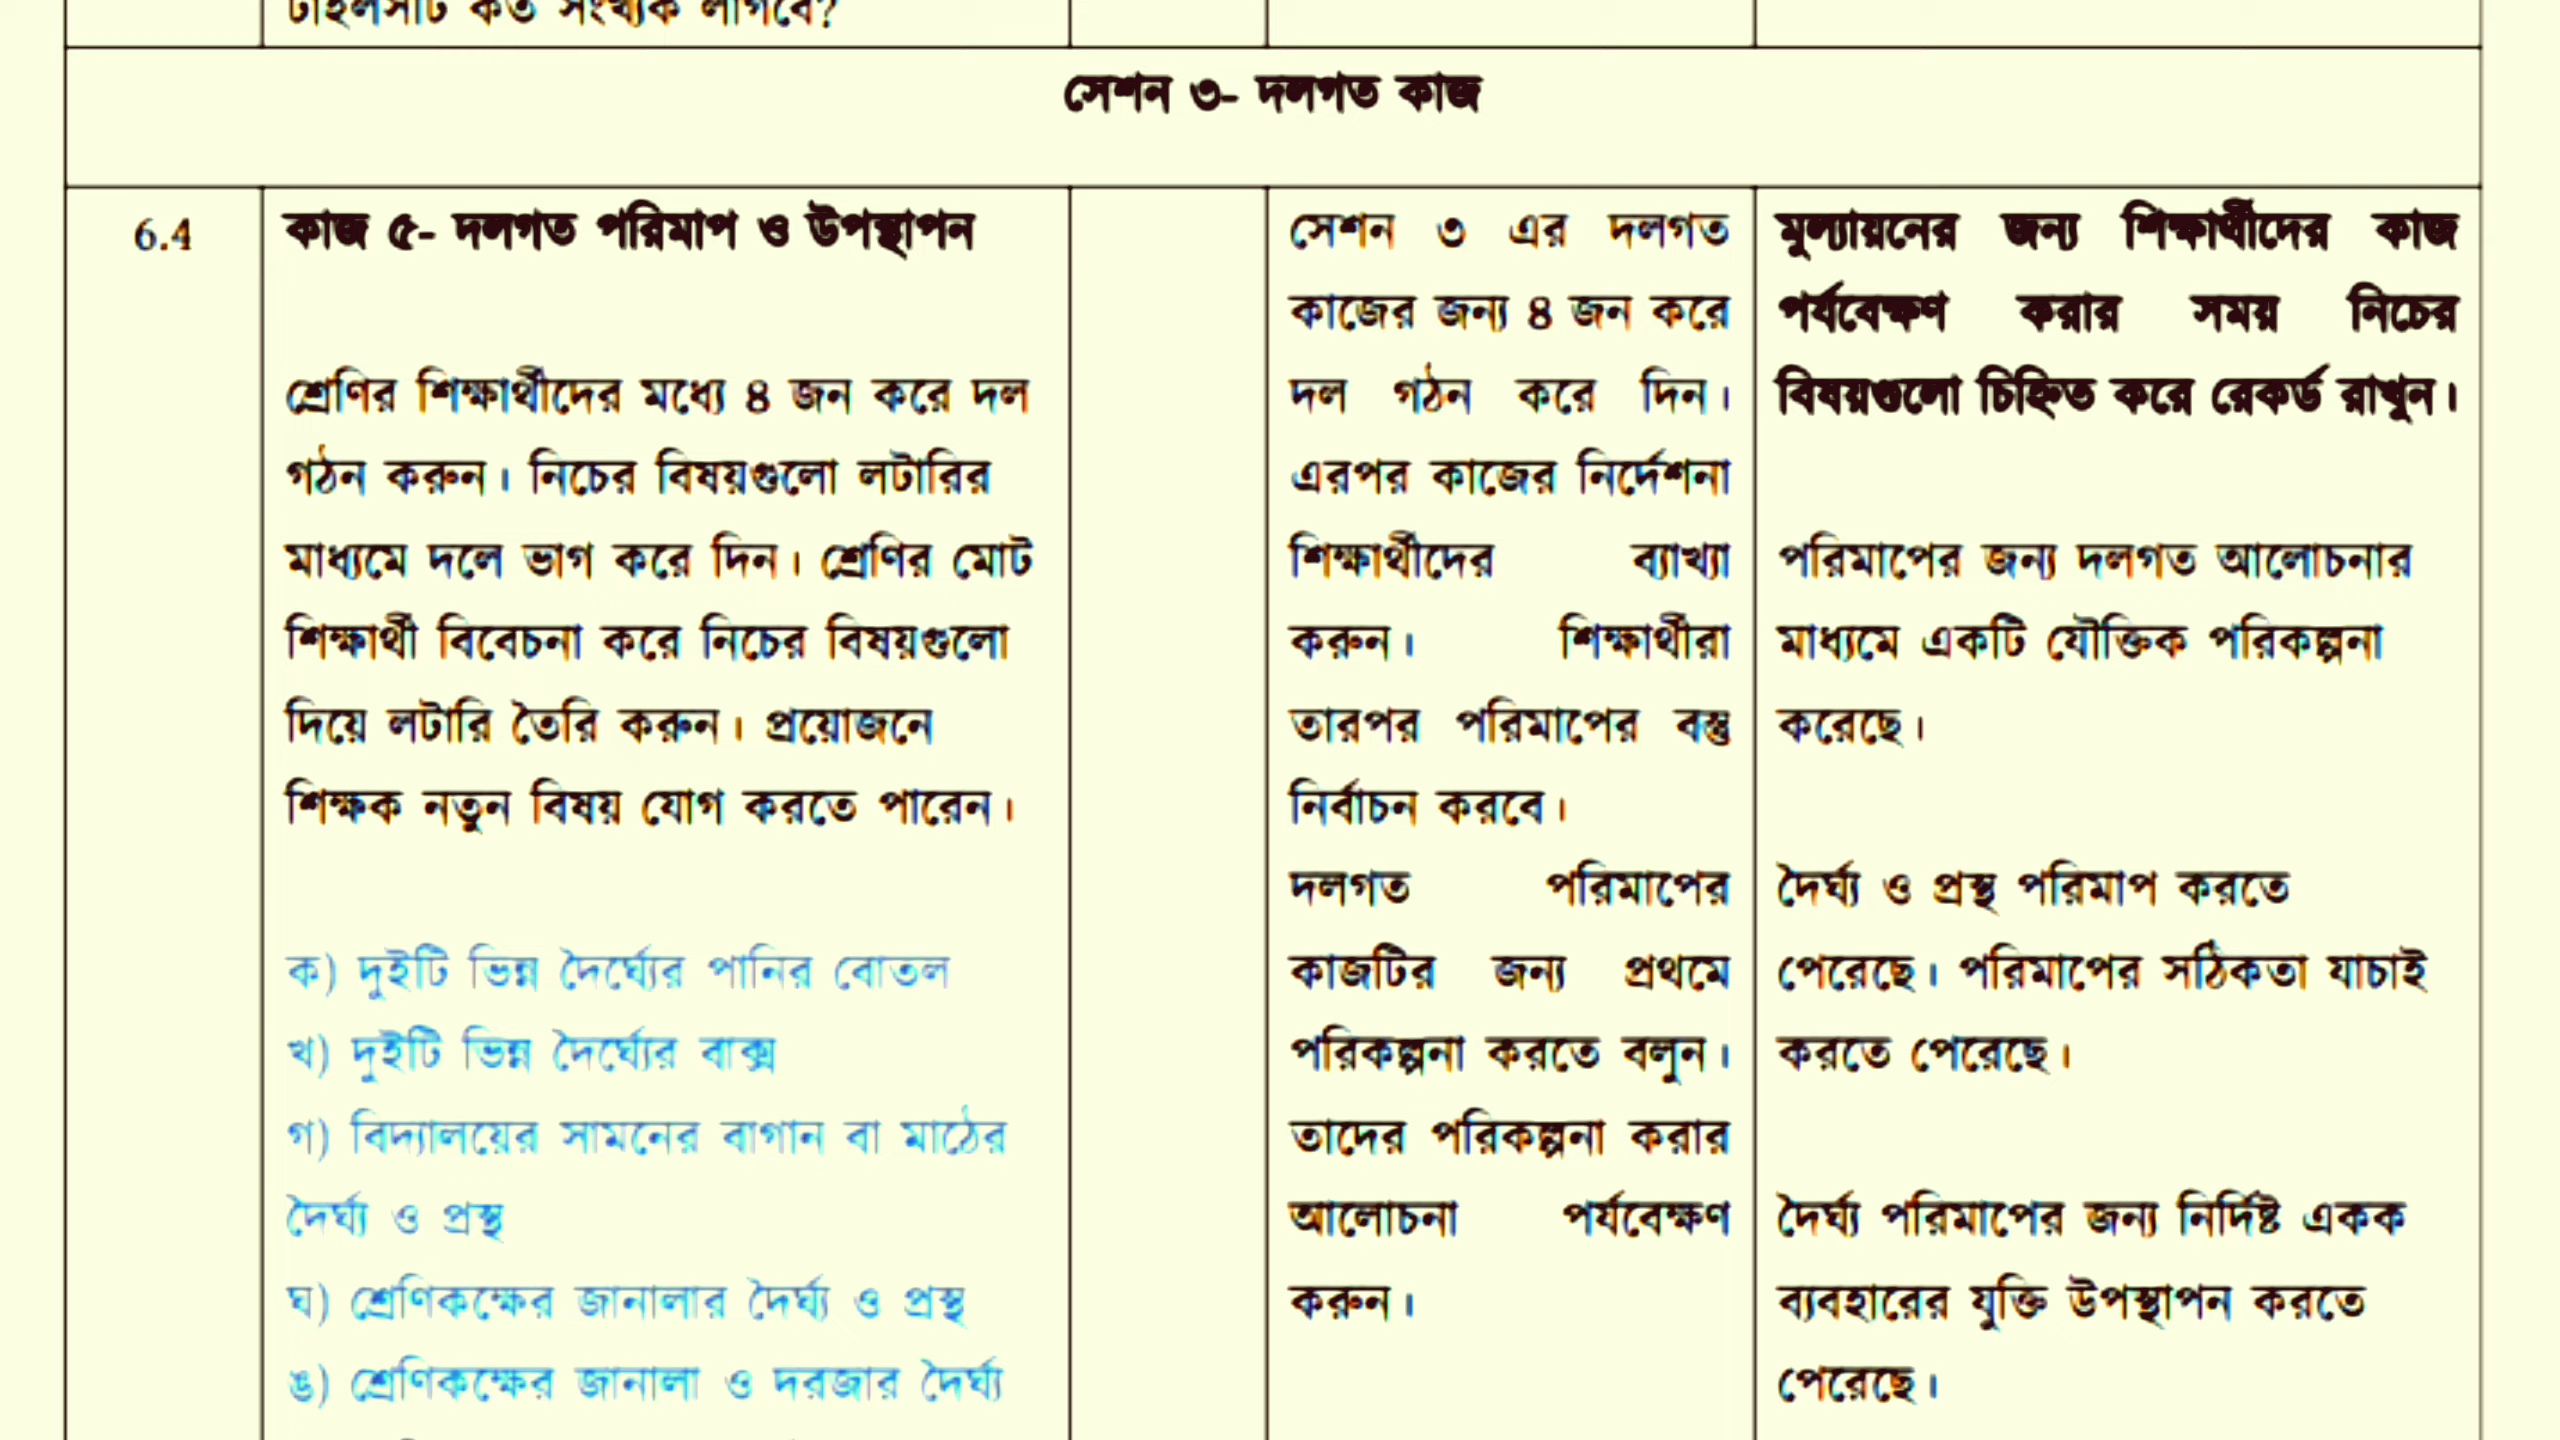 টাইলসটি কত সংখ্যক লাগবে?
সেশন ৩- দলগত কাজ
6.4
কাজ ৫- দলগত পরিমাপ ও উপস্থাপন
শ্রেণির শিক্ষার্থীদের মধ্যে ৪ জন করে দল
গঠন করুন। নিচের বিষয়গুলো লটারির
মাধ্যমে দলে ভাগ করে দিন। শ্রেণির মোট
শিক্ষার্থী বিবেচনা করে নিচের বিষয়গুলো
দিয়ে লটারি তৈরি করুন। প্রয়োজনে
শিক্ষক নতুন বিষয় যোগ করতে পারেন।
ক) দুইটি ভিন্ন দৈর্ঘ্যের পানির বোতল
খ) দুইটি ভিন্ন দৈর্ঘ্যের বাক্স
গ) বিদ্যালয়ের সামনের বাগান বা মাঠের
দৈর্ঘ্য ও প্রস্থ
ঘ) শ্রেণিকক্ষের জানালার দৈর্ঘ্য ও প্রস্থ
ঙ) শ্রেণিকক্ষের জানালা ও দরজার দৈর্ঘ্য
সেশন ৩ এর দলগত
কাজের জন্য ৪ জন করে
দল গঠন করে দিন।
এরপর কাজের নির্দেশনা
শিক্ষার্থীদের ব্যাখ্যা
করুন। শিক্ষার্থীরা
তারপর পরিমাপের বস্তু
নির্বাচন করবে।
দলগত পরিমাপের
কাজটির জন্য প্রথমে
পরিকল্পনা করতে বলুন।
তাদের পরিকল্পনা করার
আলোচনা পর্যবেক্ষণ
করুন।
মুল্যায়নের জন্য শিক্ষার্থীদের কাজ
পর্যবেক্ষণ করার সময় নিচের
বিষয়গুলো চিহ্নিত করে রেকর্ড রাখুন।
পরিমাপের জন্য দলগত আলোচনার
মাধ্যমে একটি যৌক্তিক পরিকল্পনা
করেছে।
দৈর্ঘ্য ও প্রস্থ পরিমাপ করতে
পেরেছে। পরিমাপের সঠিকতা যাচাই
করতে পেরেছে।
দৈর্ঘ্য পরিমাপের জন্য নির্দিষ্ট একক
ব্যবহারের যুক্তি উপস্থাপন করতে
পেরেছে।